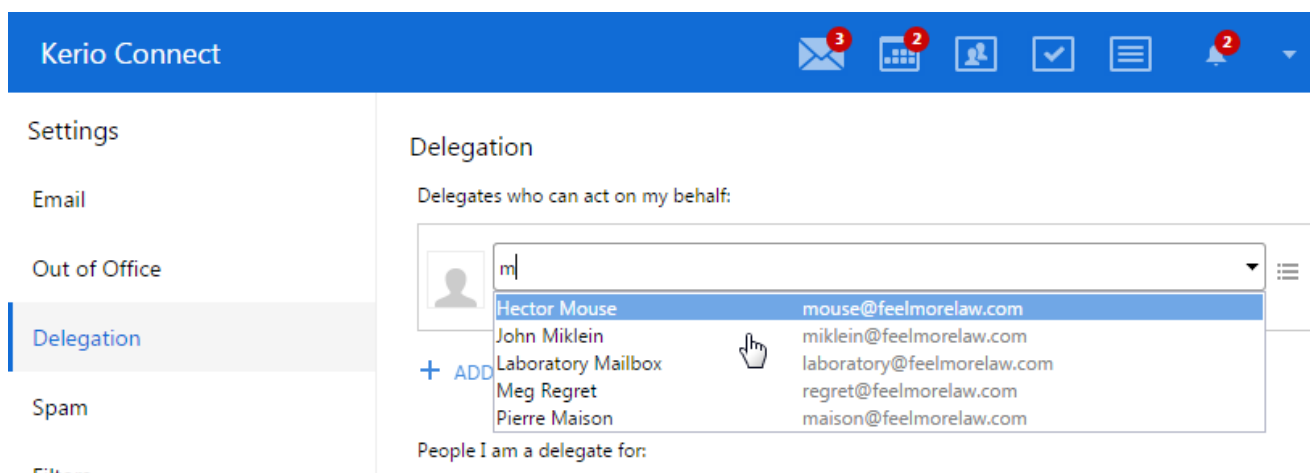 Kerio Connect
3
2
2
Settings
Email
Out of Office
Delegation
Spam
Filters
Delegation
Delegates who can act on my behalf:
m
Hector Mouse mouse@feelmorelaw.com
John Miklein miklein@feelmorelaw.com
Laboratory Mailbox laboratory@feelmorelaw.com
Meg Regret regret@feelmorelaw.com
Pierre Maison maison@feelmorelaw.com
+ ADD
People I am a delegate for: